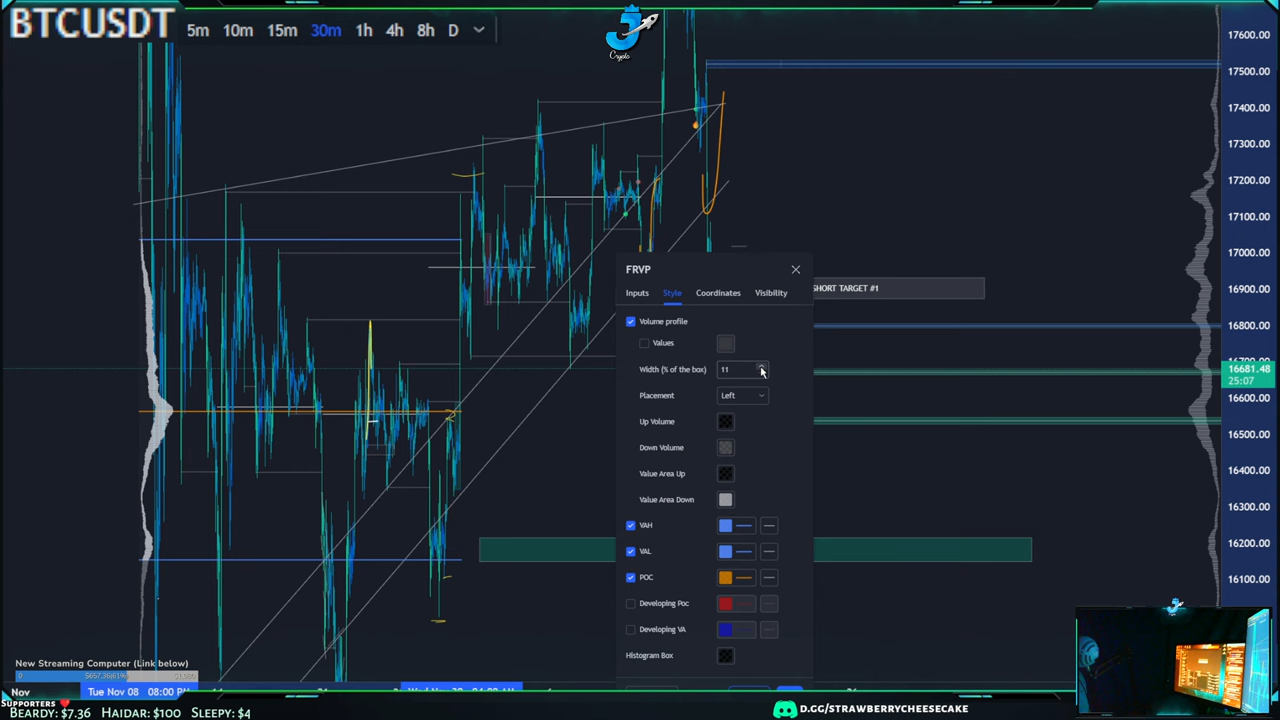 BTCUSDT 5m 10m 15m 30m 1h 4h 8h D
Crypto
17600.00
17500.00
17400.00
17300.00
17200.00
17100.00
17000.00
16900.00
16800.00
16681.48
25:07
16600.00
16500.00
16400.00
16300.00
16200.00
16100.00
SHORT TARGET #1
FRVP
Inputs Style Coordinates Visibility
Volume profile
Values
Width (% of the box) 11
Placement Left
Up Volume
Down Volume
Value Area Up
Value Area Down
VAH
VAL
POC
Developing Poc
Developing VA
Histogram Box
New Streaming Computer (Link below)
Nov Tue Nov 08 08:00 PM
Supporters
Beardy: $7.36 Haidar: $100 Sleepy: $4
D.GG/STRAWBERRYCHEESECAKE